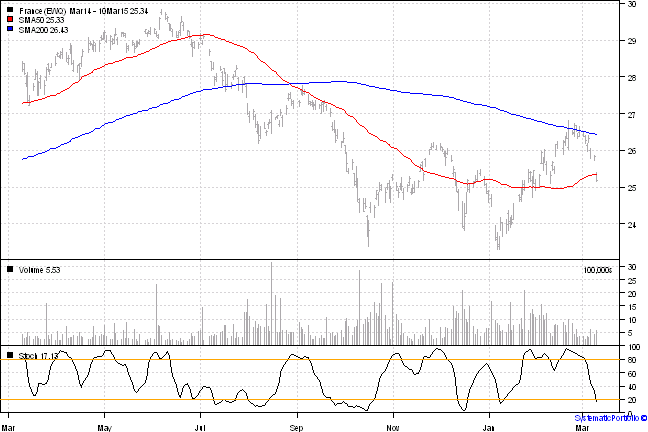 France (EWQ) Mar14 - 10Mar15 25.34
SMA50 25.33
SMA200 26.43
30
29
28
27
26
25
24
Volume 5.53
100,000s
30
25
20
15
10
5
Stoch 17.13
100
80
60
40
20
0
Mar May Jul Sep Nov Jan Mar
SystematicPortfolio ©